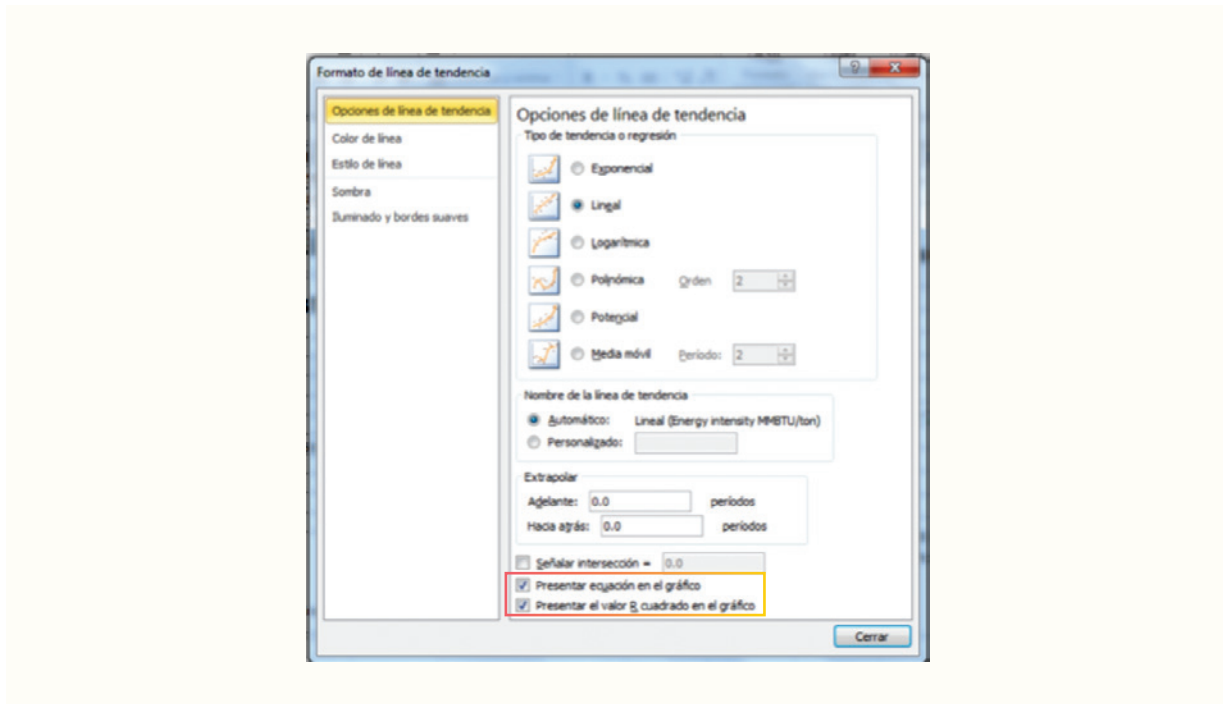 Formato de línea de tendencia
Opciones de línea de tendencia
Color de línea
Estilo de línea
Sombra
Iluminado y bordes suaves
Opciones de línea de tendencia
Tipo de tendencia o regresión
Exponencial
Lineal
Logarítmica
Polinómica Orden 2
Potencial
Media móvil Período: 2
Nombre de la línea de tendencia
Automático: Lineal (Energy intensity MMBTU/ton)
Personalizado:
Extrapolar
Adelante: 0.0 períodos
Hacia atrás: 0.0 períodos
Señalar intersección = 0.0
Presentar ecuación en el gráfico
Presentar el valor R cuadrado en el gráfico
Cerrar